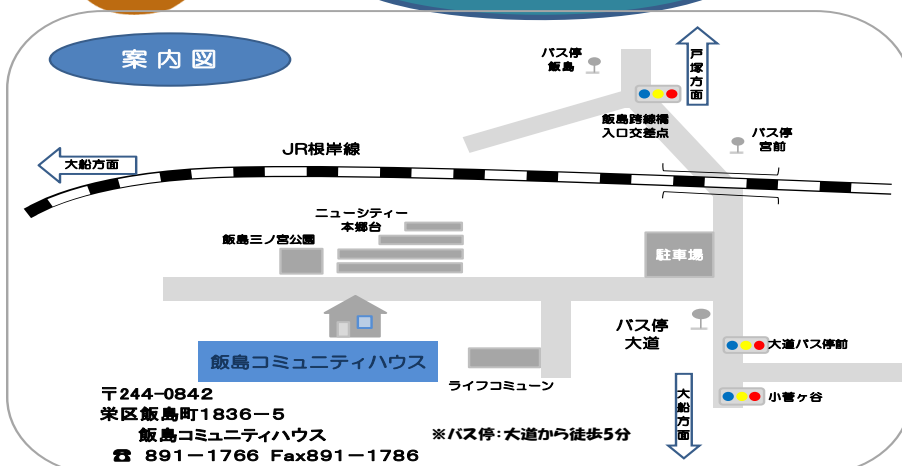 案内図
バス停
飯島
戸塚方面
飯島跨線橋
入口交差点
バス停
宮前
JR根岸線
大船方面
ニューシティー
本郷台
飯島三ノ宮公園
駐車場
バス停
大道
大道バス停前
飯島コミュニティハウス
ライフコミューン
小菅ヶ谷
大船方面
〒244-0842
栄区飯島町1836－5
飯島コミュニティハウス
※バス停:大道から徒歩5分
☎ 891－1766 Fax891－1786